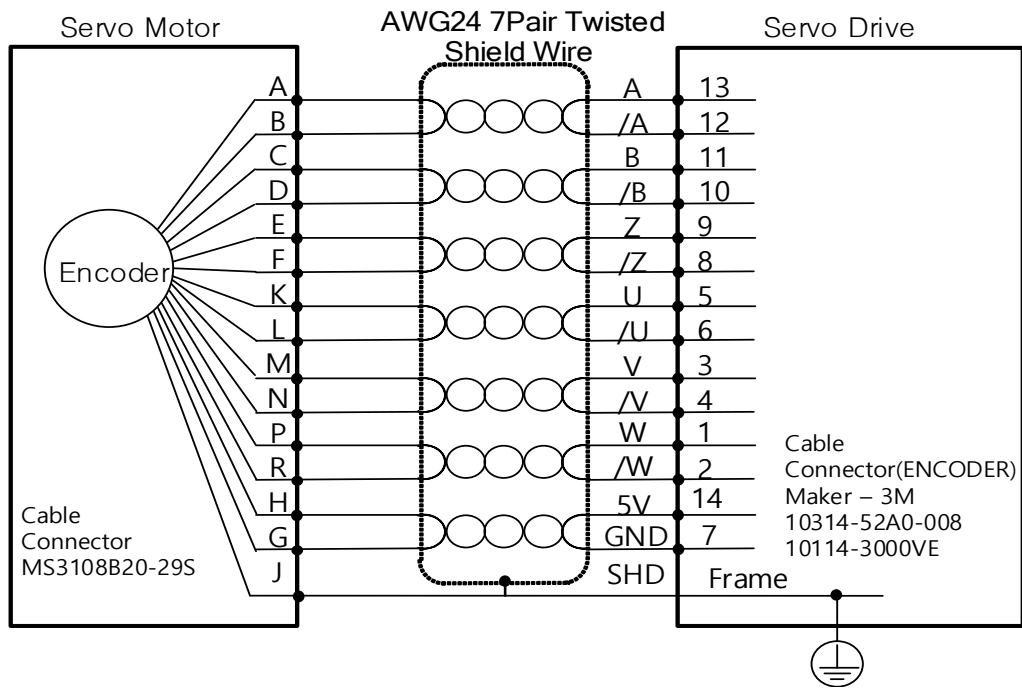 Servo Motor
AWG24 7Pair Twisted
Shield Wire
Servo Drive
A A 13
B /A 12
C B 11
D /B 10
E Z 9
F /Z 8
Encoder
K U 5
L /U 6
M V 3
N /V 4
P W 1
R /W 2
H 5V 14
G GND 7
J SHD Frame
Cable
Connector
MS3108B20-29S
Cable
Connector(ENCODER)
Maker – 3M
10314-52A0-008
10114-3000VE